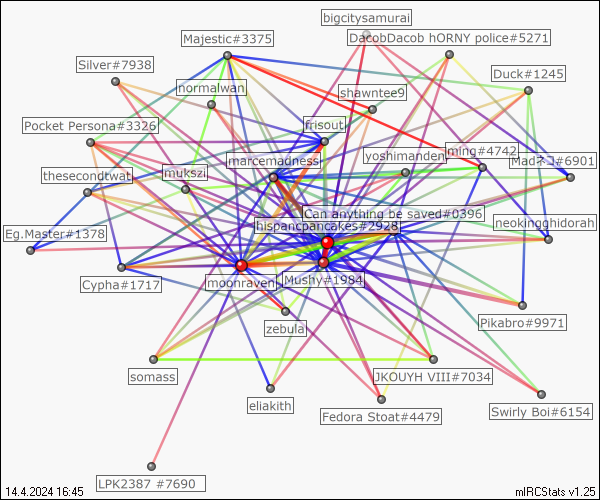 bigcitysamurai
Majestic#3375
DacobDacob hORNY police#5271
Silver#7938
Duck#1245
normalwan
shawntee9
Pocket Persona#3326
frisout
ming#4742
marcemadness
yoshimanden
Madネコ#6901
thesecondtwat
mukszi
Can anything be saved#0396
Eg.Master#1378
hispancpancakes#2928
neokingghidorah
Cypha#1717
moonraven
Mushy#1984
Pikabro#9971
zebula
somass
JKOUYH VIII#7034
eliakith
Fedora Stoat#4479
Swirly Boi#6154
LPK2387 #7690
14.4.2024 16:45
mIRCStats v1.25